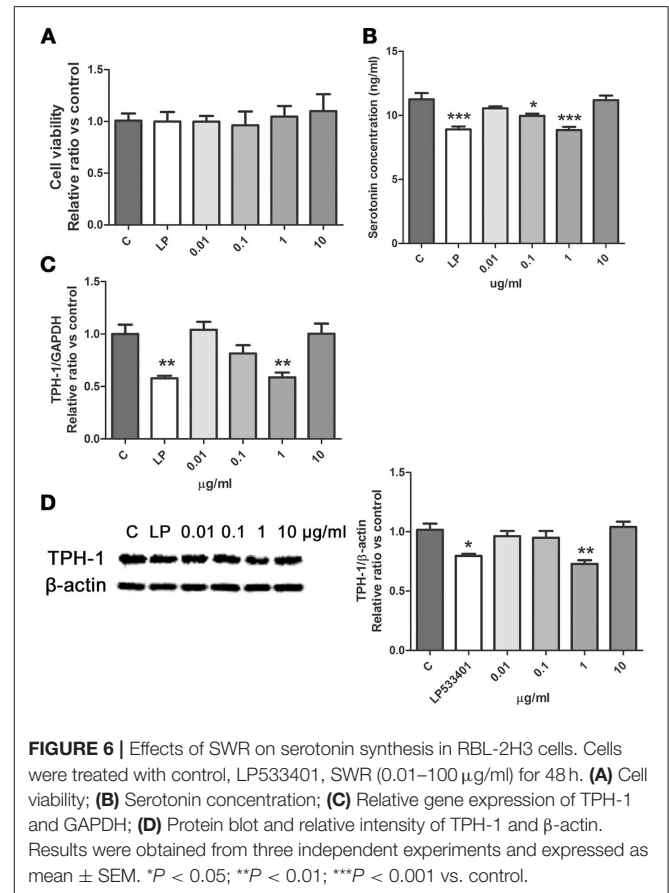 A
Cell viability
Relative ratio vs control
1.5
1.0
0.5
0.0
C LP 0.01 0.1 1 10
B
Serotonin concentration (ng/ml)
15
10
5
0
***
*
***
C LP 0.01 0.1 1 10
ug/ml
C
TPH-1/GAPDH
Relative ratio vs control
1.5
1.0
0.5
0.0
**
**
C LP 0.01 0.1 1 10
μg/ml
D
C LP 0.01 0.1 1 10 μg/ml
TPH-1
β-actin
TPH-1/β-actin
Relative ratio vs control
1.5
1.0
0.5
0.0
*
**
C LP533401 0.01 0.1 1 10
μg/ml
FIGURE 6 | Effects of SWR on serotonin synthesis in RBL-2H3 cells. Cells
were treated with control, LP533401, SWR (0.01–100 μg/ml) for 48 h. (A) Cell
viability; (B) Serotonin concentration; (C) Relative gene expression of TPH-1
and GAPDH; (D) Protein blot and relative intensity of TPH-1 and β-actin.
Results were obtained from three independent experiments and expressed as
mean ± SEM. *P < 0.05; **P < 0.01; ***P < 0.001 vs. control.